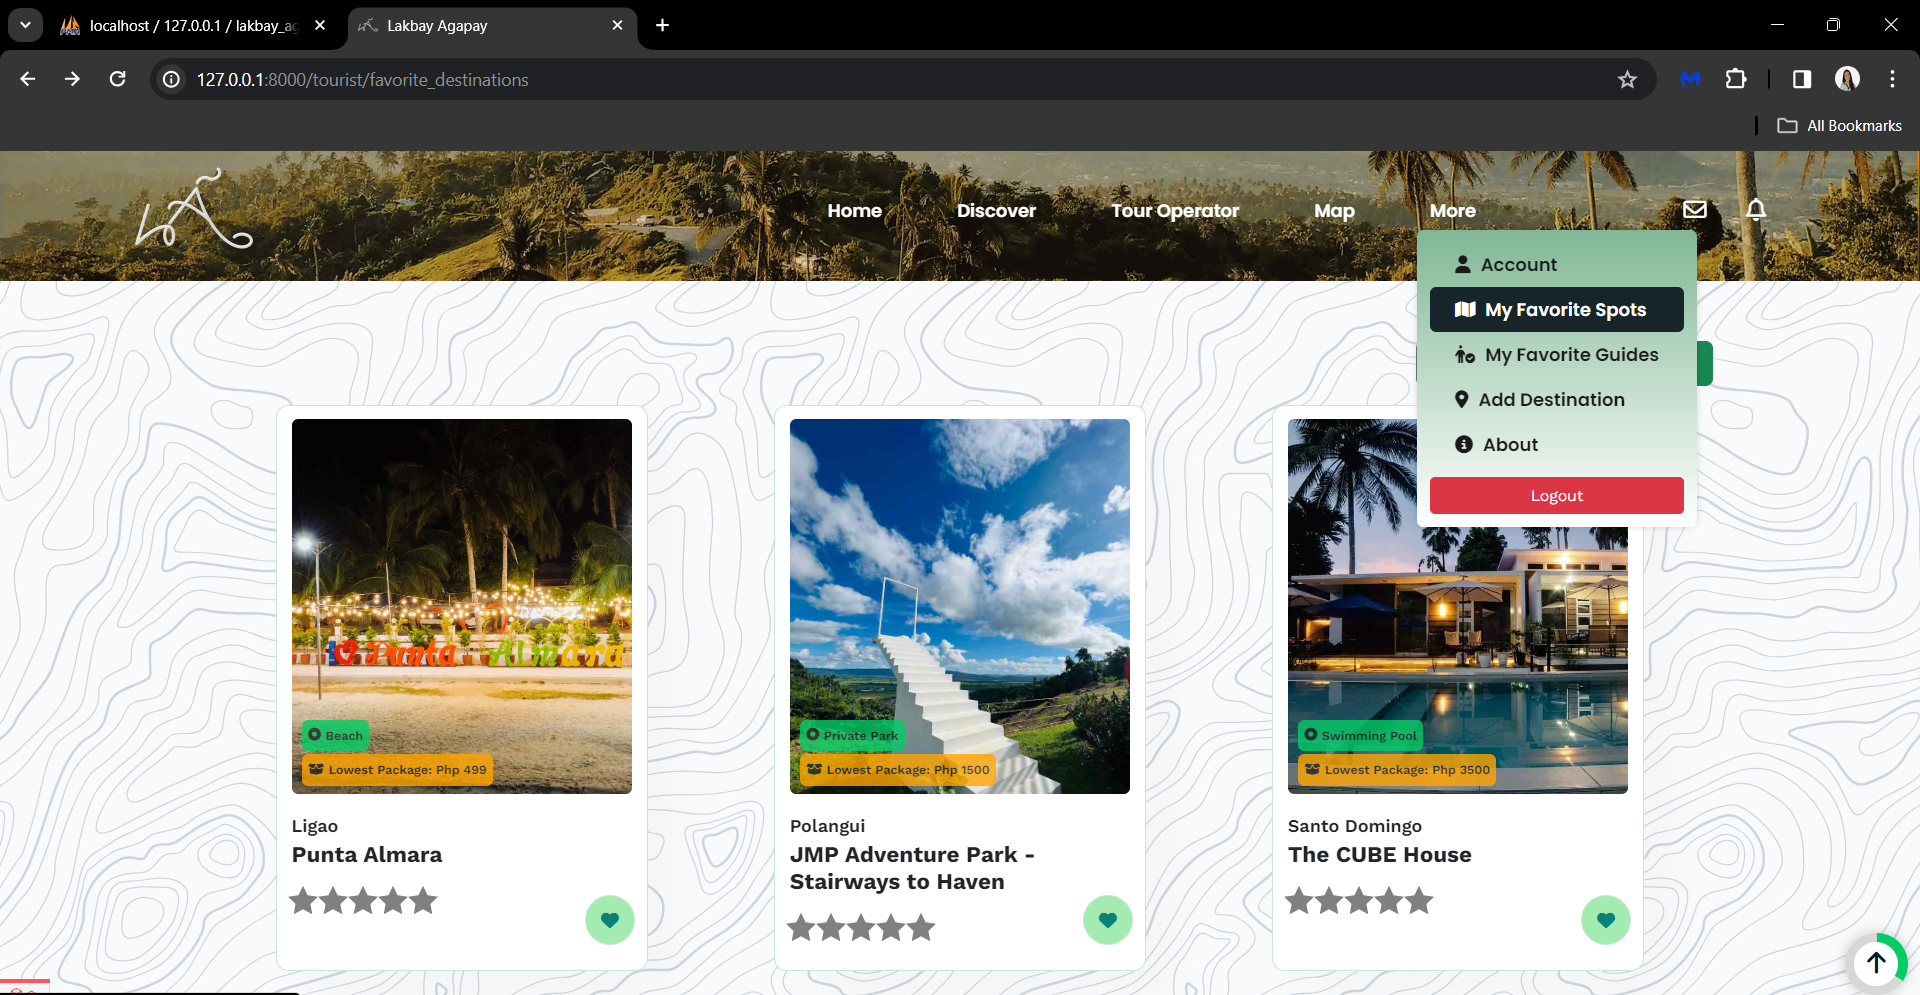 localhost / 127.0.0.1 / lakbay_ag
Lakbay Agapay
127.0.0.1:8000/tourist/favorite_destinations
All Bookmarks
LA
Home
Discover
Tour Operator
Map
More
Account
My Favorite Spots
My Favorite Guides
Add Destination
About
Logout
Punta Almara
Beach
Lowest Package: Php 499
Ligao
Punta Almara
Private Park
Lowest Package: Php 1500
Polangui
JMP Adventure Park -
Stairways to Haven
Swimming Pool
Lowest Package: Php 3500
Santo Domingo
The CUBE House